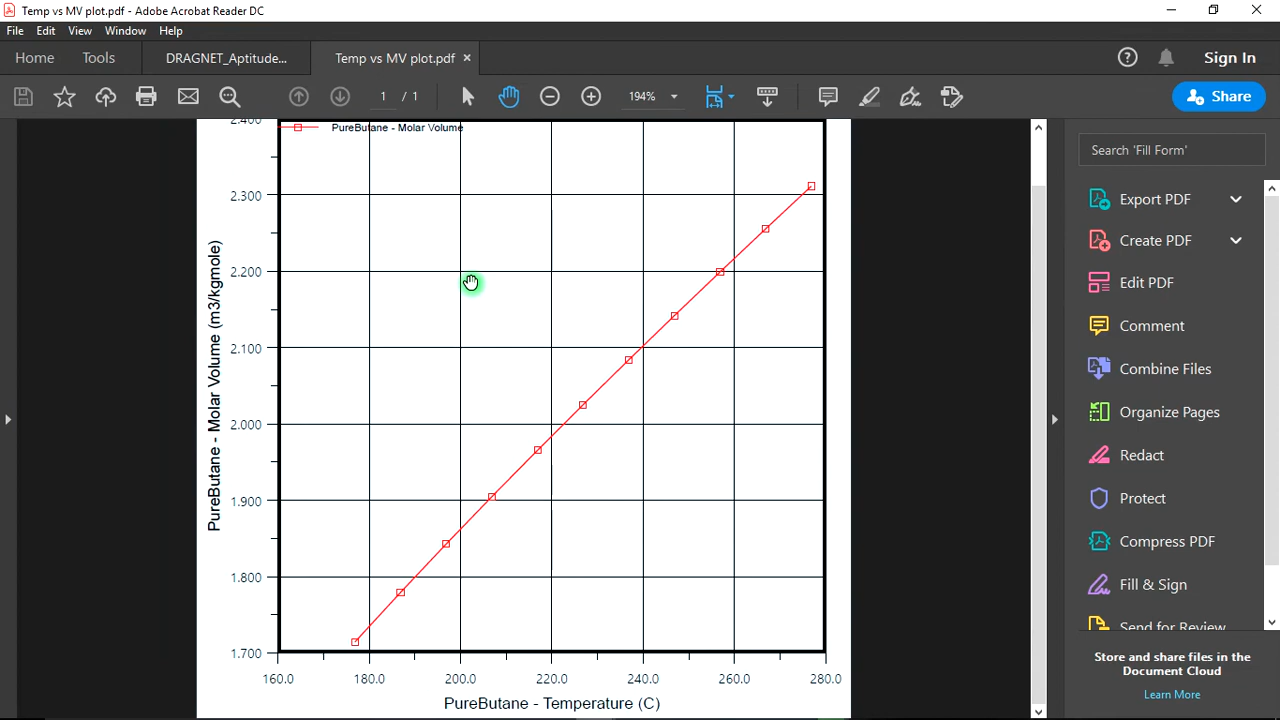 Temp vs MV plot.pdf - Adobe Acrobat Reader DC
File Edit View Window Help
Home Tools DRAGNET_Aptitude... Temp vs MV plot.pdf × Sign In
1 / 1 194% Share
2.400
PureButane - Molar Volume
2.300
2.200
2.100
2.000
1.900
1.800
1.700
PureButane - Molar Volume (m3/kgmole)
160.0 180.0 200.0 220.0 240.0 260.0 280.0
PureButane - Temperature (C)
Search 'Fill Form'
Export PDF
Create PDF
Edit PDF
Comment
Combine Files
Organize Pages
Redact
Protect
Compress PDF
Fill & Sign
Send for Review
Store and share files in the
Document Cloud
Learn More